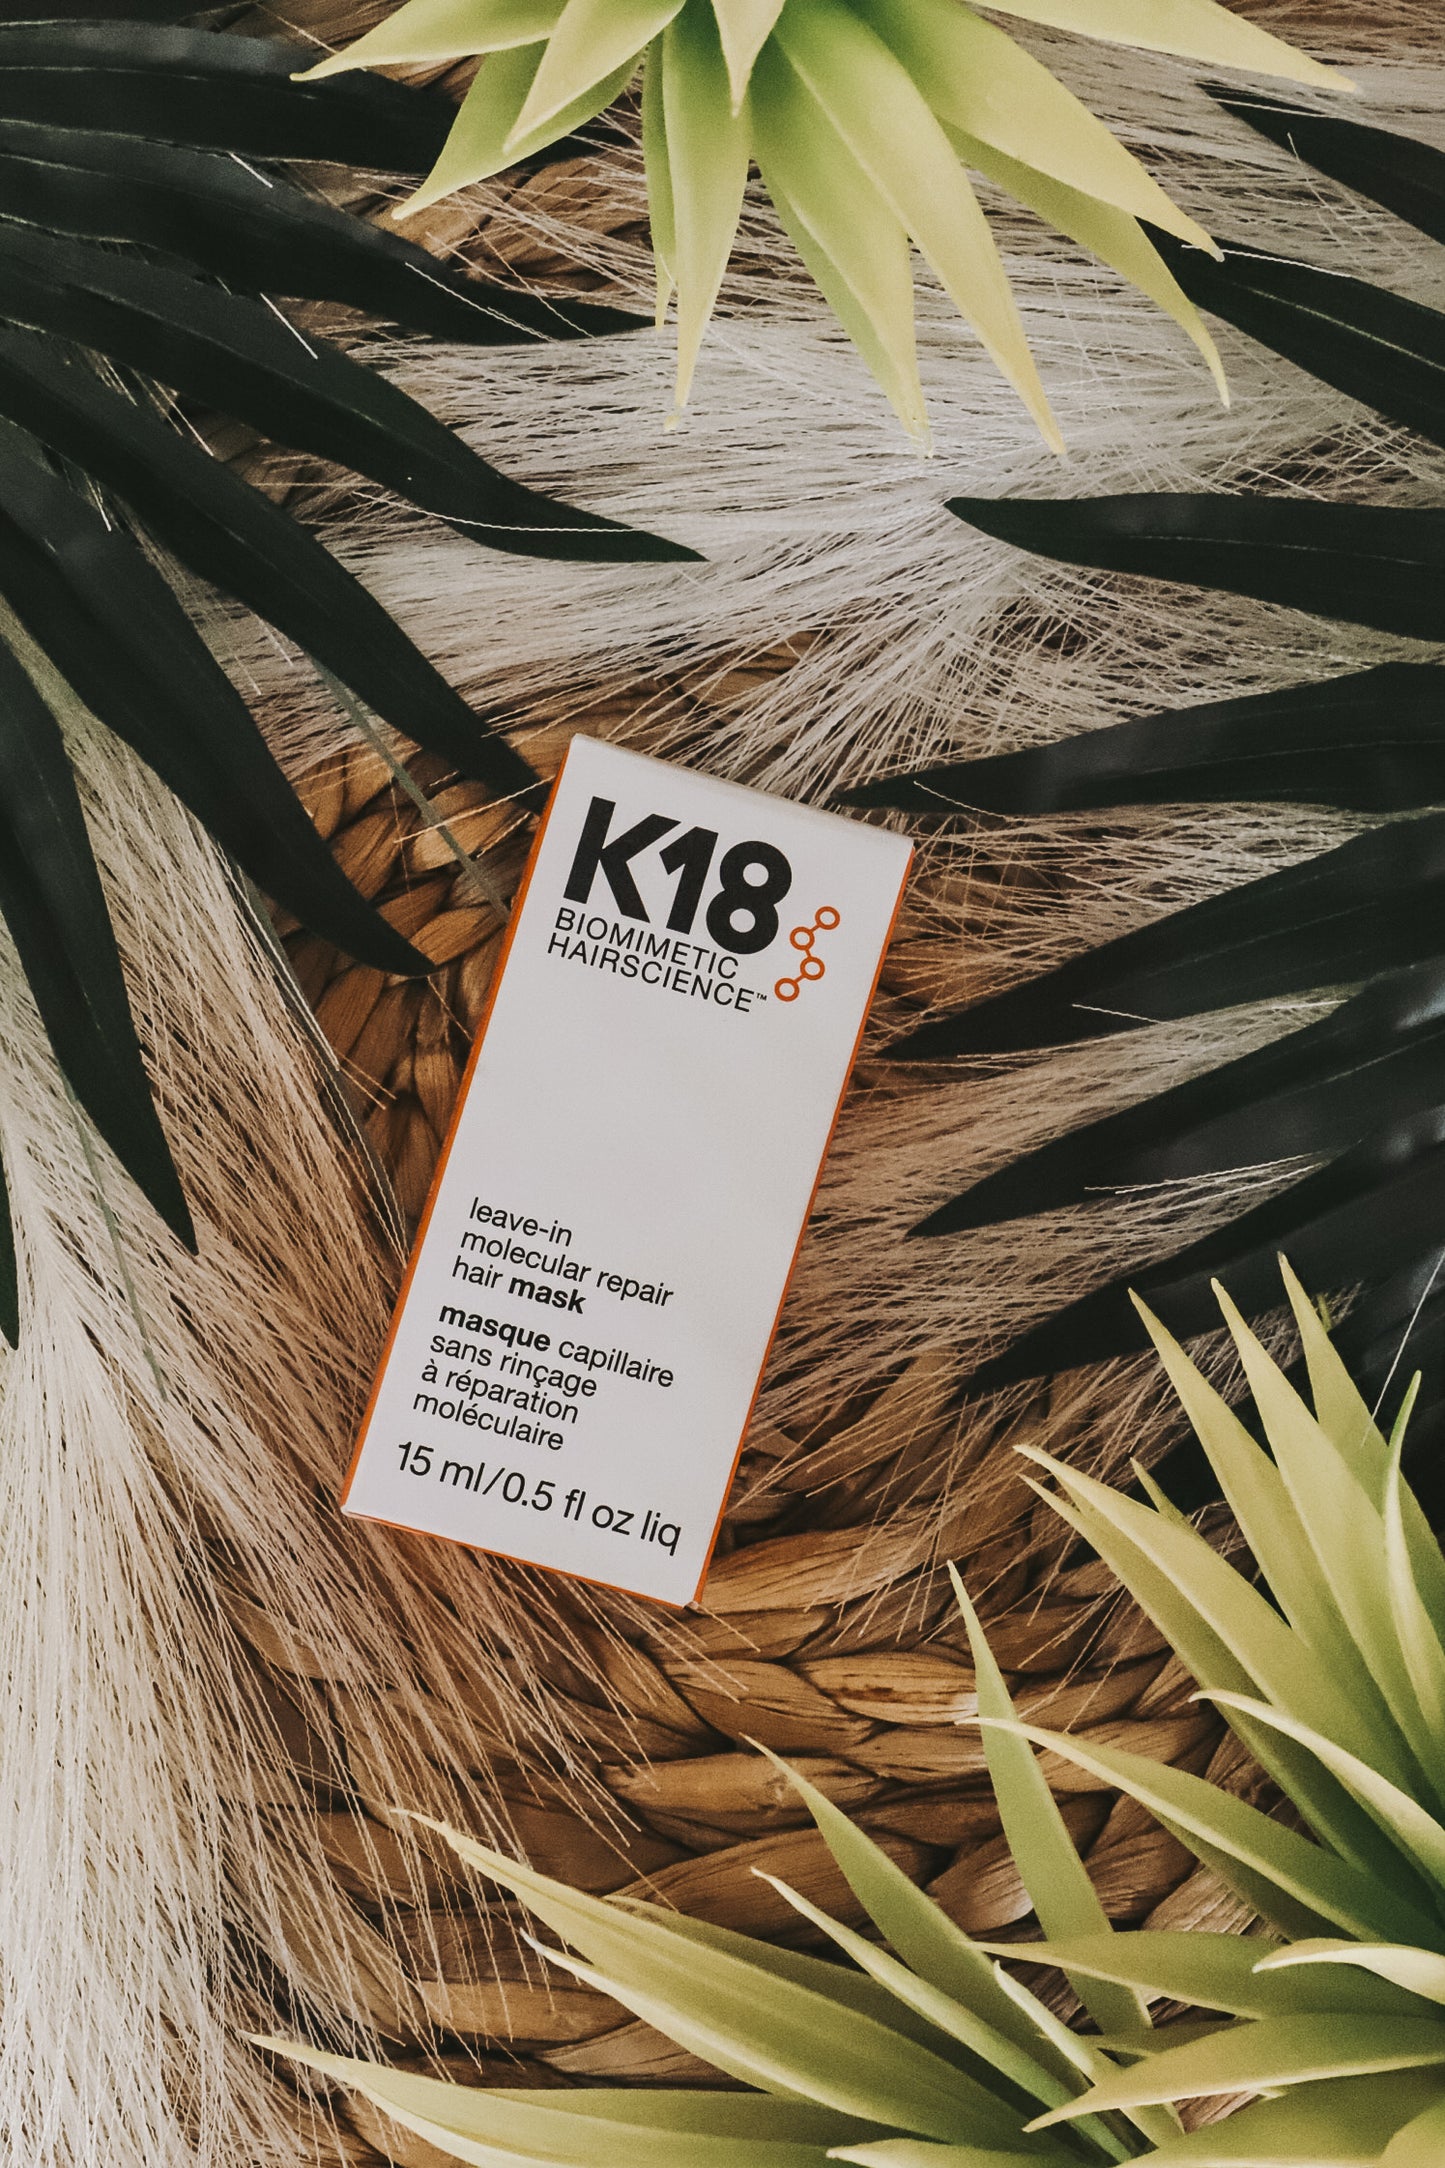 K18
BIOMIMETIC
HAIRSCIENCE™
leave-in
molecular repair
hair mask
masque capillaire
sans rinçage
à réparation
moléculaire
15 ml/0.5 fl oz liq